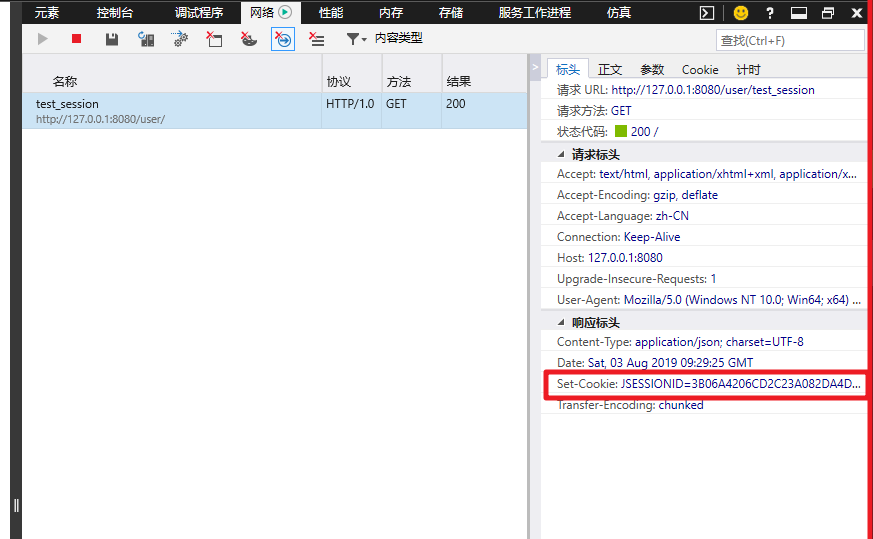 元素 控制台 调试程序 网络 性能 内存 存储 服务工作进程 仿真
内容类型 查找(Ctrl+F)
名称 协议 方法 结果
test_session HTTP/1.0 GET 200
http://127.0.0.1:8080/user/
标头 正文 参数 Cookie 计时
请求 URL: http://127.0.0.1:8080/user/test_session
请求方法: GET
状态代码: 200 /
请求标头
Accept: text/html, application/xhtml+xml, application/x...
Accept-Encoding: gzip, deflate
Accept-Language: zh-CN
Connection: Keep-Alive
Host: 127.0.0.1:8080
Upgrade-Insecure-Requests: 1
User-Agent: Mozilla/5.0 (Windows NT 10.0; Win64; x64) ...
响应标头
Content-Type: application/json; charset=UTF-8
Date: Sat, 03 Aug 2019 09:29:25 GMT
Set-Cookie: JSESSIONID=3B06A4206CD2C23A082DA4D...
Transfer-Encoding: chunked